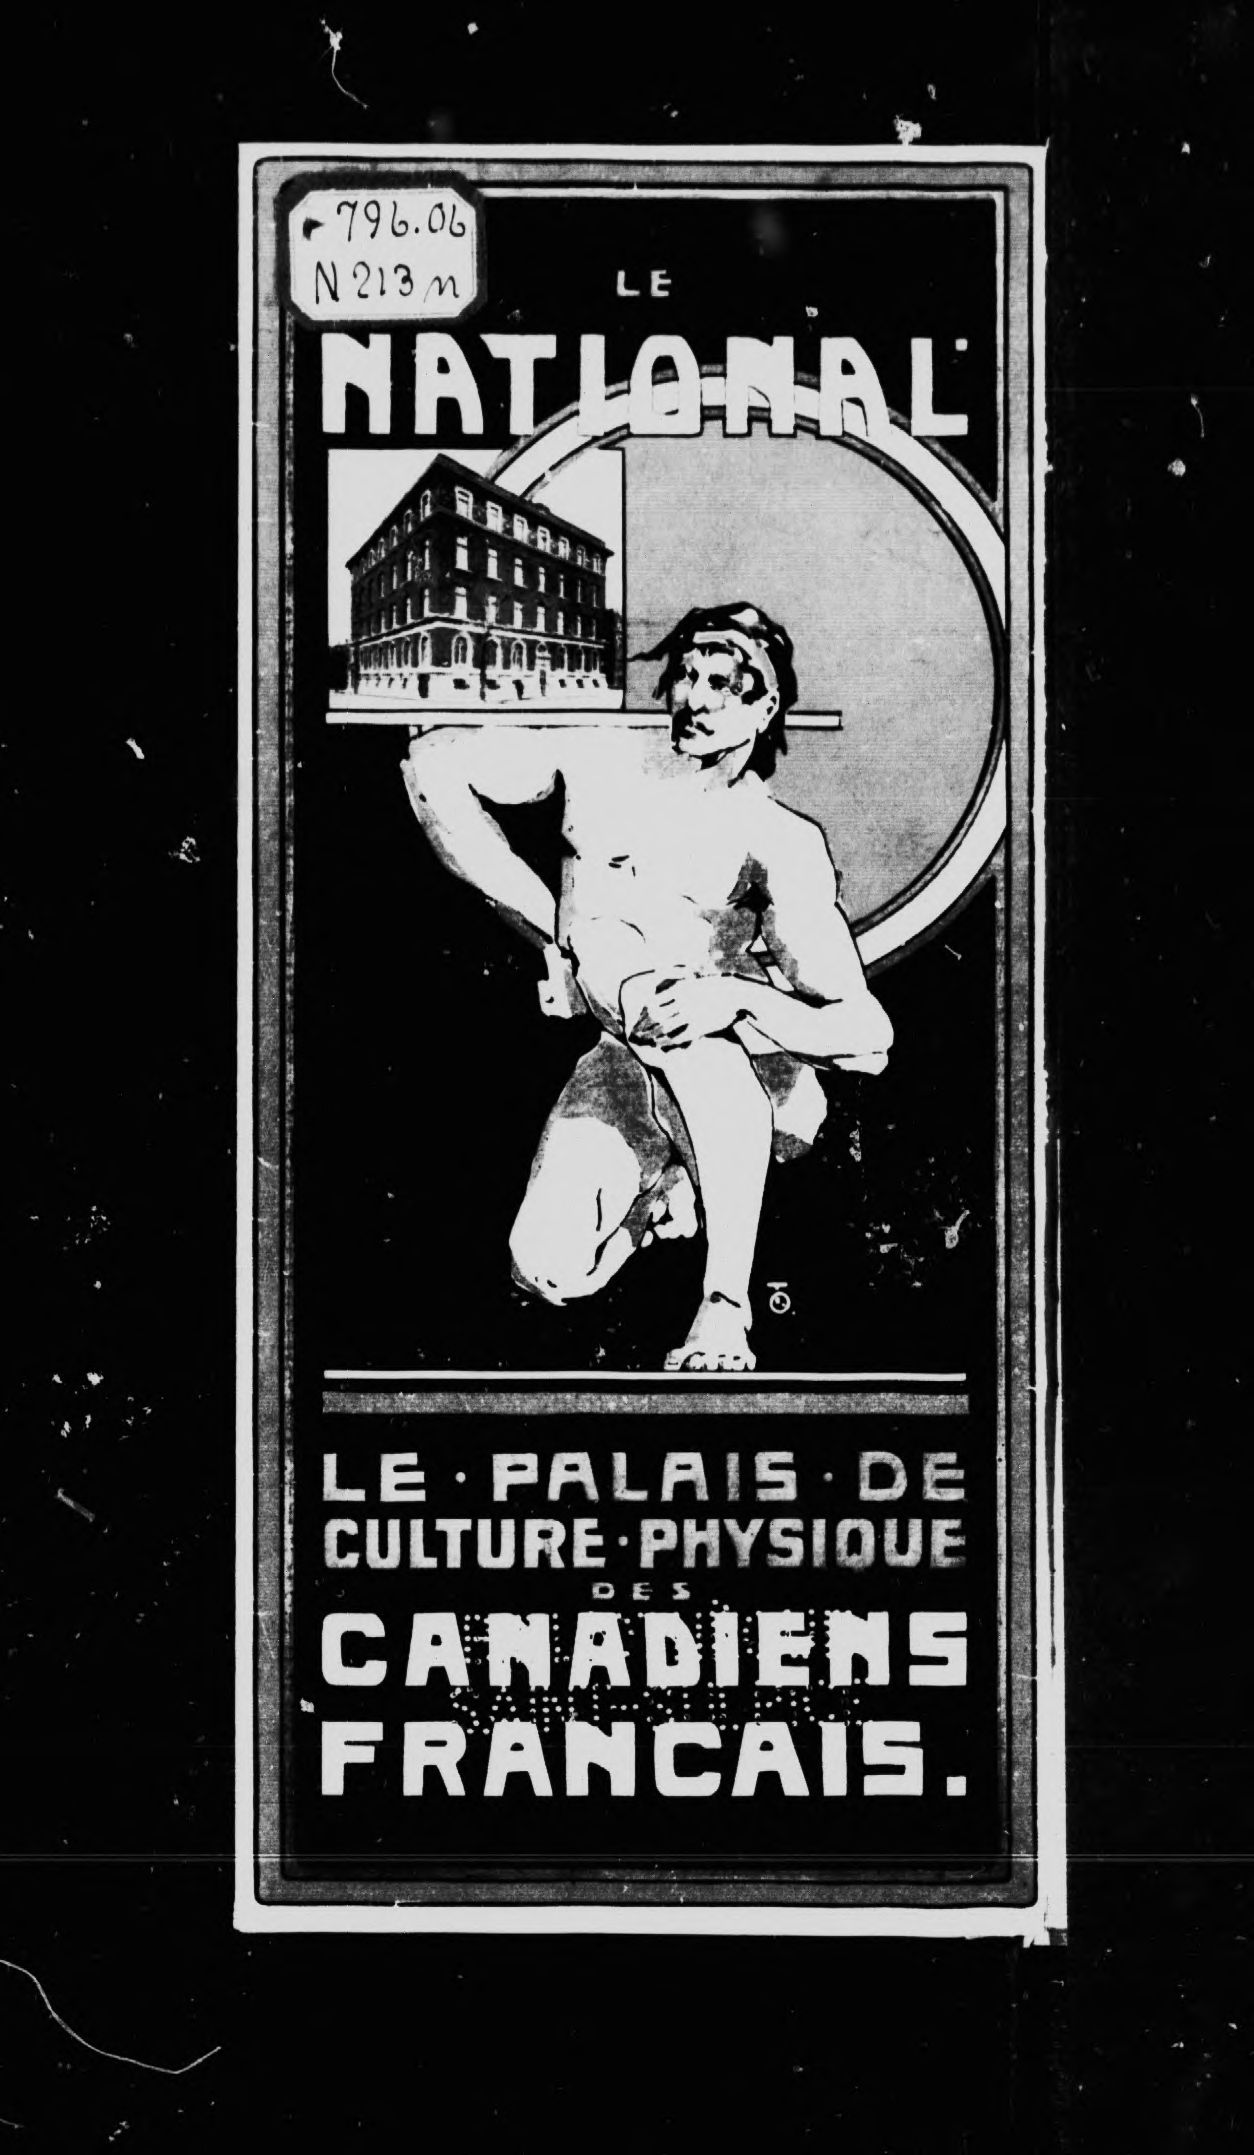 796.06
N213n
LE
NATIONAL
LE · PALAIS · DE
CULTURE · PHYSIQUE
DES
CANADIENS
FRANCAIS.